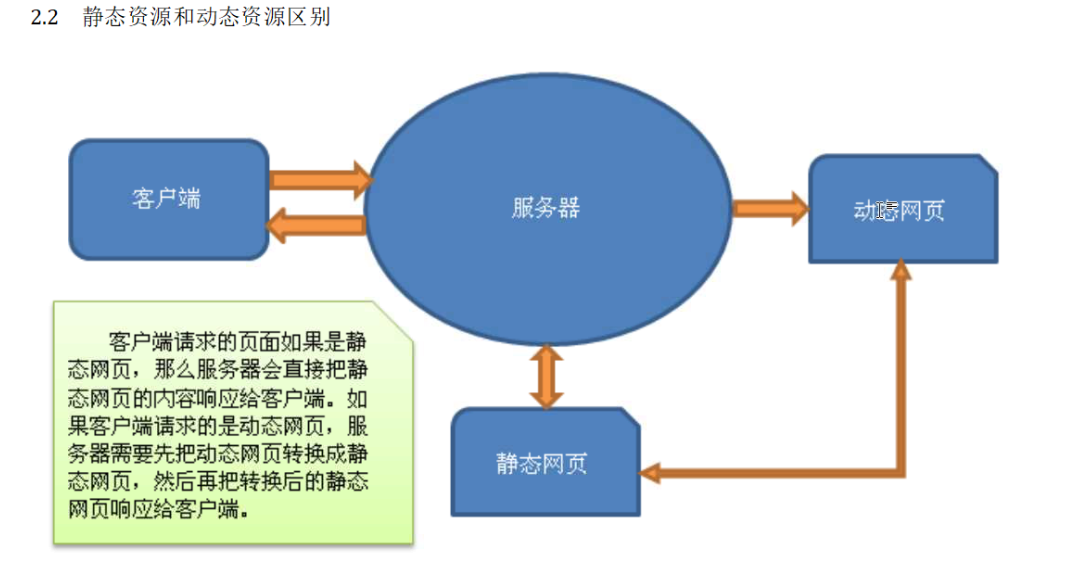 2.2 静态资源和动态资源区别
客户端
服务器
动态网页
客户端请求的页面如果是静
态网页，那么服务器会直接把静
态网页的内容响应给客户端。如
果客户端请求的是动态网页，服
务器需要先把动态网页转换成静
态网页，然后再把转换后的静态
网页响应给客户端。
静态网页